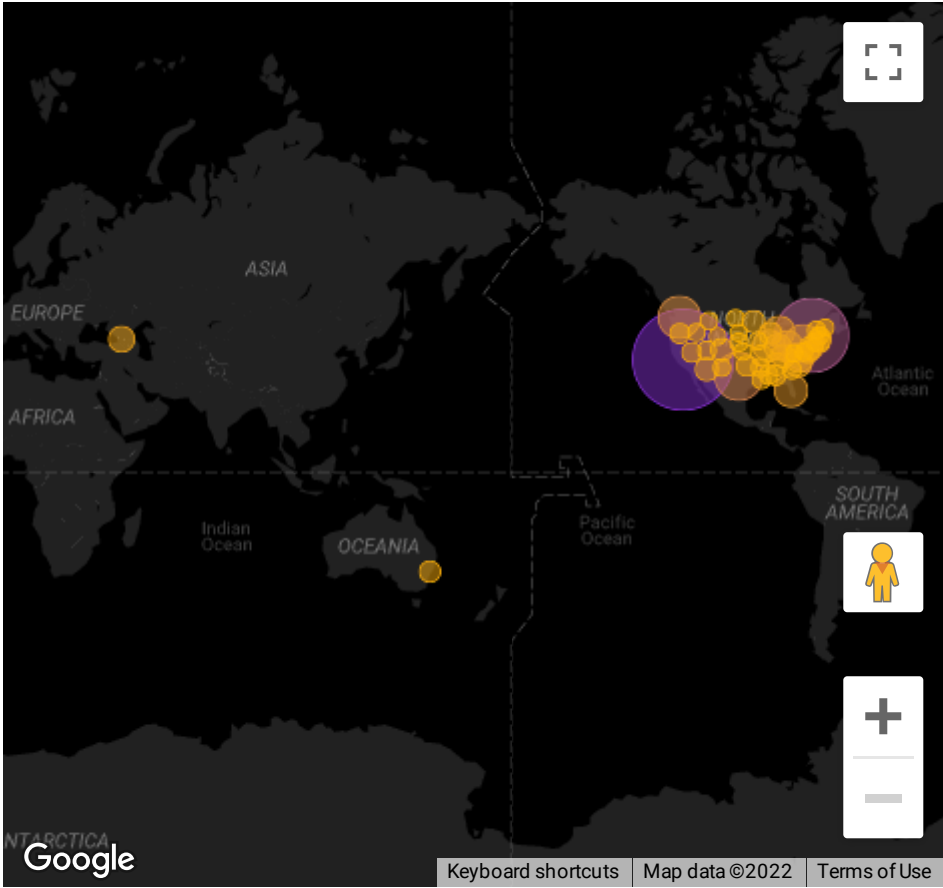 ASIA
EUROPE
Atlantic
Ocean
AFRICA
SOUTH
AMERICA
Indian
Ocean
OCEANIA
Pacific
Ocean
NTARCTICA
Google
Keyboard shortcuts
Map data ©2022
Terms of Use